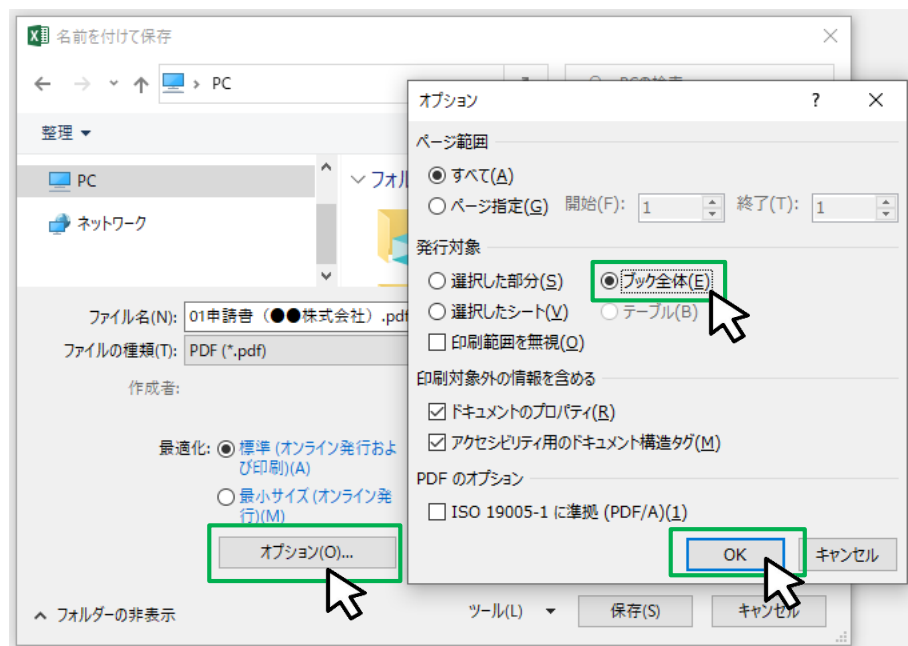 名前を付けて保存
PC
整理
PC
ネットワーク
フォル
ファイル名(N): 01申請書（●●株式会社）.pdf
ファイルの種類(T): PDF (*.pdf)
作成者:
最適化: 標準 (オンライン発行およ
び印刷)(A)
最小サイズ (オンライン発
行)(M)
オプション(O)...
フォルダーの非表示
ツール(L)
保存(S)
キャンセル
オプション
?
ページ範囲
すべて(A)
ページ指定(G) 開始(F): 1 終了(T): 1
発行対象
選択した部分(S) ブック全体(E)
選択したシート(V) テーブル(B)
印刷範囲を無視(O)
印刷対象外の情報を含める
ドキュメントのプロパティ(R)
アクセシビリティ用のドキュメント構造タグ(M)
PDF のオプション
ISO 19005-1 に準拠 (PDF/A)(1)
OK
キャンセル